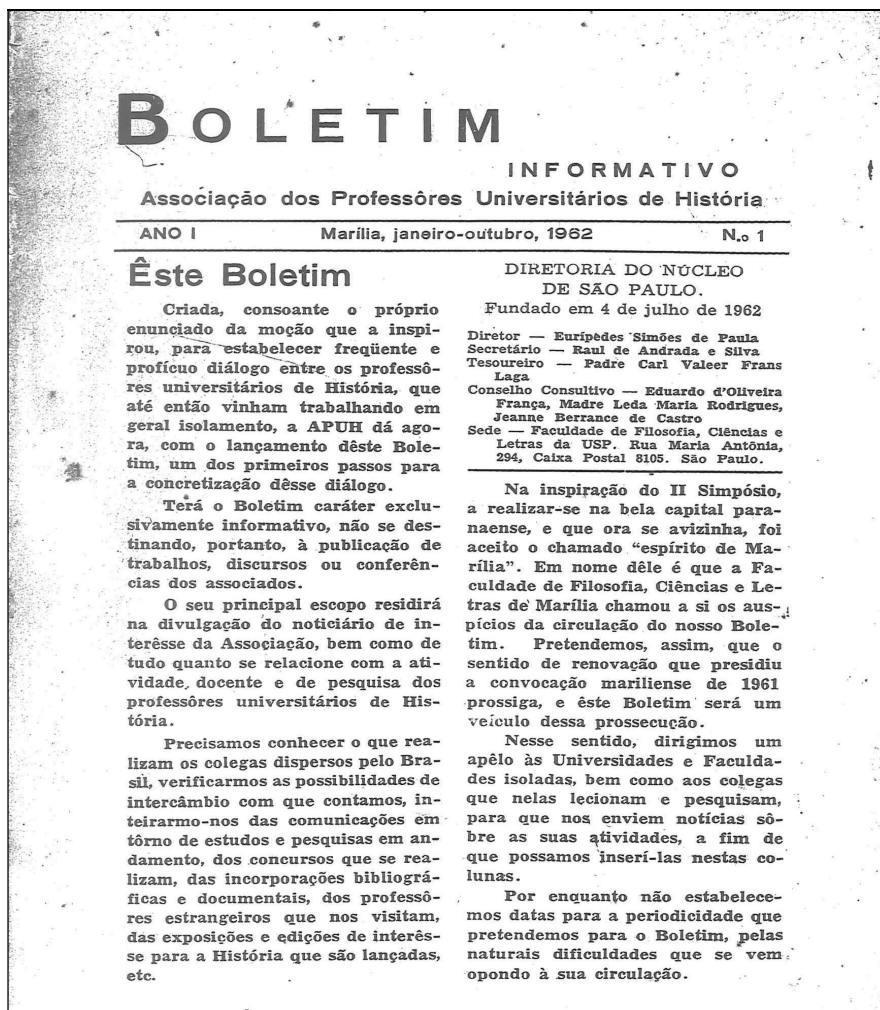 BOLETIM
INFORMATIVO
Associação dos Professôres Universitários de História
ANO I Marília, janeiro-outubro, 1962 N.o 1
Êste Boletim
Criada, consoante o próprio
enunciado da moção que a inspi-
rou, para estabelecer freqüente e
profícuo diálogo entre os professô-
res universitários de História, que
até então vinham trabalhando em
geral isolamento, a APUH dá ago-
ra, com o lançamento dêste Bole-
tim, um dos primeiros passos para
a concretização dêsse diálogo.
Terá o Boletim caráter exclu-
sivamente informativo, não se des-
tinando, portanto, à publicação de
trabalhos, discursos ou conferên-
cias dos associados.
O seu principal escopo residirá
na divulgação do noticiário de in-
terêsse da Associação, bem como de
tudo quanto se relacione com a ati-
vidade, docente e de pesquisa dos
professôres universitários de His-
tória.
Precisamos conhecer o que rea-
lizam os colegas dispersos pelo Bra-
sil, verificarmos as possibilidades de
intercâmbio com que contamos, in-
teirarmo-nos das comunicações em
tôrno de estudos e pesquisas em an-
damento, dos concursos que se rea-
lizam, das incorporações bibliográ-
ficas e documentais, dos professô-
res estrangeiros que nos visitam,
das exposições e edições de interês-
se para a História que são lançadas,
etc.
DIRETORIA DO NÚCLEO
DE SÃO PAULO.
Fundado em 4 de julho de 1962
Diretor — Eurípedes Simões de Paula
Secretário — Raul de Andrada e Silva
Tesoureiro — Padre Carl Valeer Frans
Laga
Conselho Consultivo — Eduardo d'Oliveira
França, Madre Leda Maria Rodrigues,
Jeanne Berrance de Castro
Sede — Faculdade de Filosofia, Ciências e
Letras da USP. Rua Maria Antônia,
294, Caixa Postal 8105. São Paulo.
Na inspiração do II Simpósio,
a realizar-se na bela capital para-
naense, e que ora se avizinha, foi
aceito o chamado “espírito de Ma-
rília”. Em nome dêle é que a Fa-
culdade de Filosofia, Ciências e Le-
tras de Marília chamou a si os aus-
pícios da circulação do nosso Bole-
tim. Pretendemos, assim, que o
sentido de renovação que presidiu
a convocação mariliense de 1961
prossiga, e êste Boletim será um
veículo dessa prossecução.
Nesse sentido, dirigimos um
apêlo às Universidades e Faculda-
des isoladas, bem como aos colegas
que nelas lecionam e pesquisam,
para que nos enviem notícias sô-
bre as suas atividades, a fim de
que possamos inserí-las nestas co-
lunas.
Por enquanto não estabelece-
mos datas para a periodicidade que
pretendemos para o Boletim, pelas
naturais dificuldades que se vem
opondo à sua circulação.